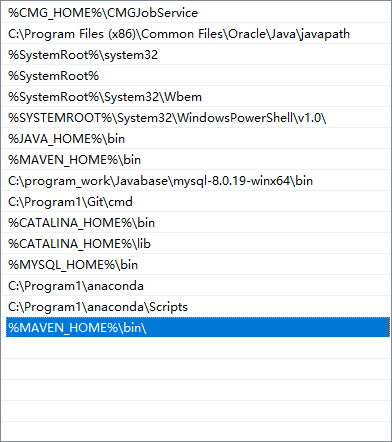 %CMG_HOME%\CMGJobService
C:\Program Files (x86)\Common Files\Oracle\Java\javapath
%SystemRoot%\system32
%SystemRoot%
%SystemRoot%\System32\Wbem
%SYSTEMROOT%\System32\WindowsPowerShell\v1.0\
%JAVA_HOME%\bin
%MAVEN_HOME%\bin
C:\program_work\Javabase\mysql-8.0.19-winx64\bin
C:\Program1\Git\cmd
%CATALINA_HOME%\bin
%CATALINA_HOME%\lib
%MYSQL_HOME%\bin
C:\Program1\anaconda
C:\Program1\anaconda\Scripts
%MAVEN_HOME%\bin\